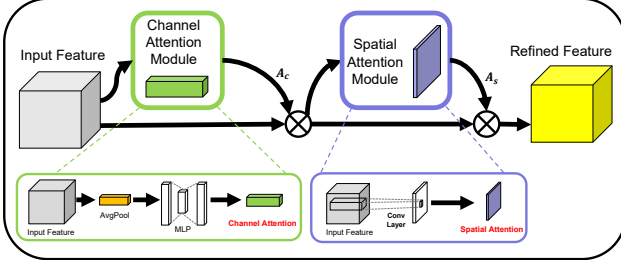 Input Feature
Channel
Attention
Module
A_c
Spatial
Attention
Module
A_s
Refined Feature
Input Feature
AvgPool
MLP
Channel Attention
Input Feature
Conv
Layer
Spatial Attention